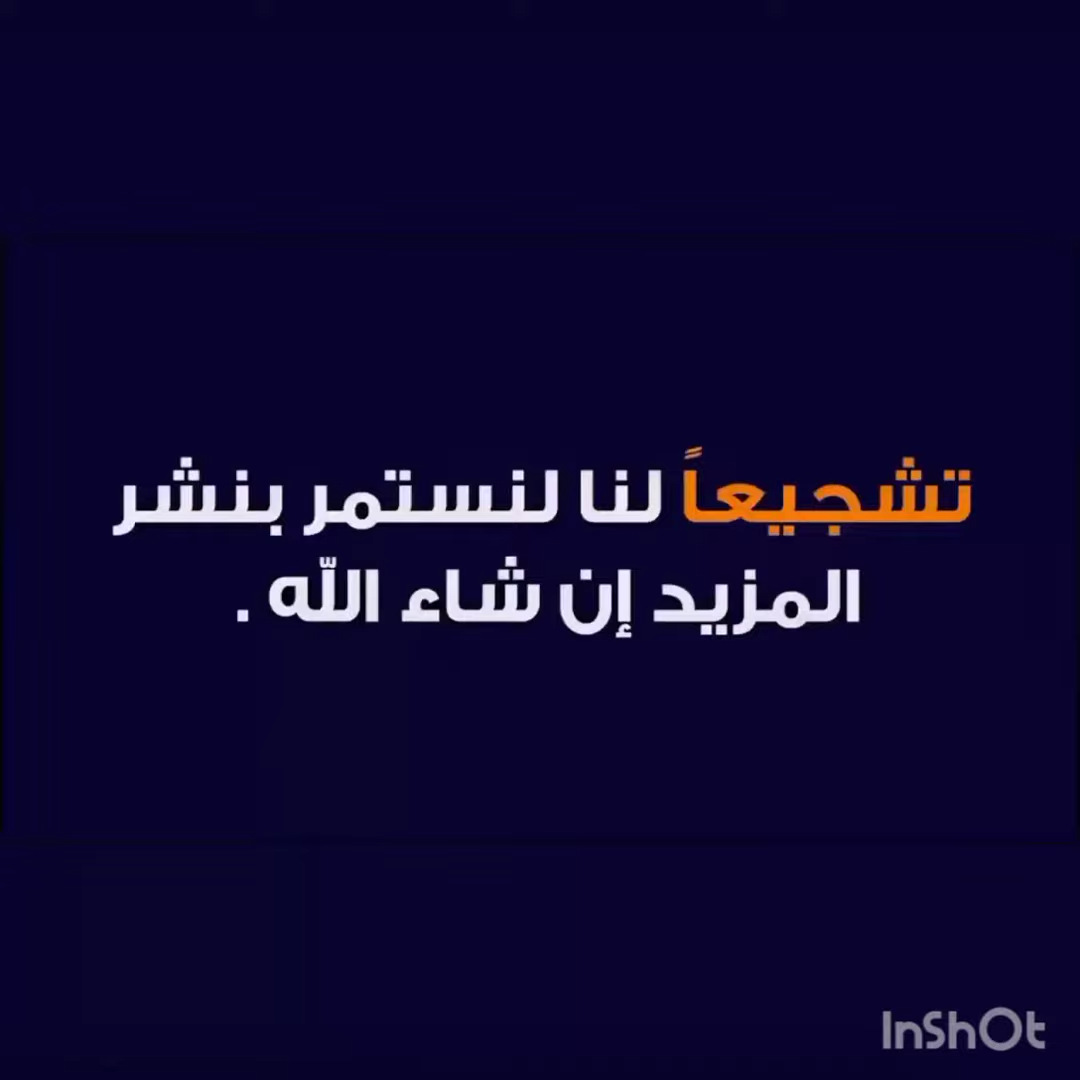 تشجيعاً لنا لنستمر بنشر
المزيد إن شاء الله .
InShOt